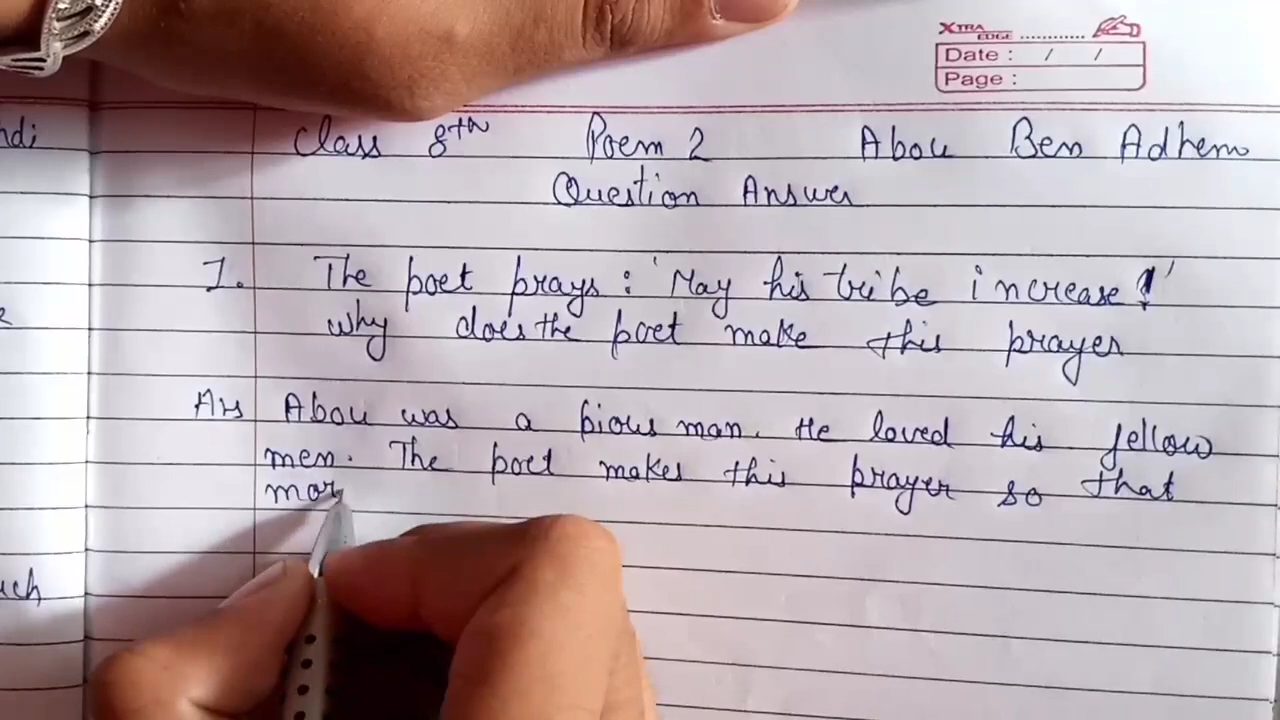 XTRA EDGE ............
Date : / /
Page :
ndi
Class 8th Poem 2 Abou Ben Adhem
Question Answer
1. The poet prays : 'May his tribe increase!'
why does the poet make this prayer
Ans Abou was a pious man. He loved his fellow
men. The poet makes this prayer so that
mor
uch